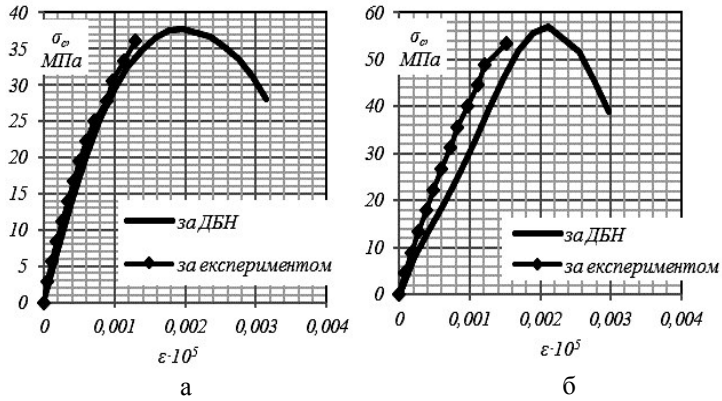 40
35
30
25
20
15
10
5
0
σc,
МПа
за ДБН
за експериментом
0 0,001 0,002 0,003 0,004
ε·10⁵
а
60
50
40
30
20
10
0
σc,
МПа
за ДБН
за експериментом
0 0,001 0,002 0,003 0,004
ε·10⁵
б